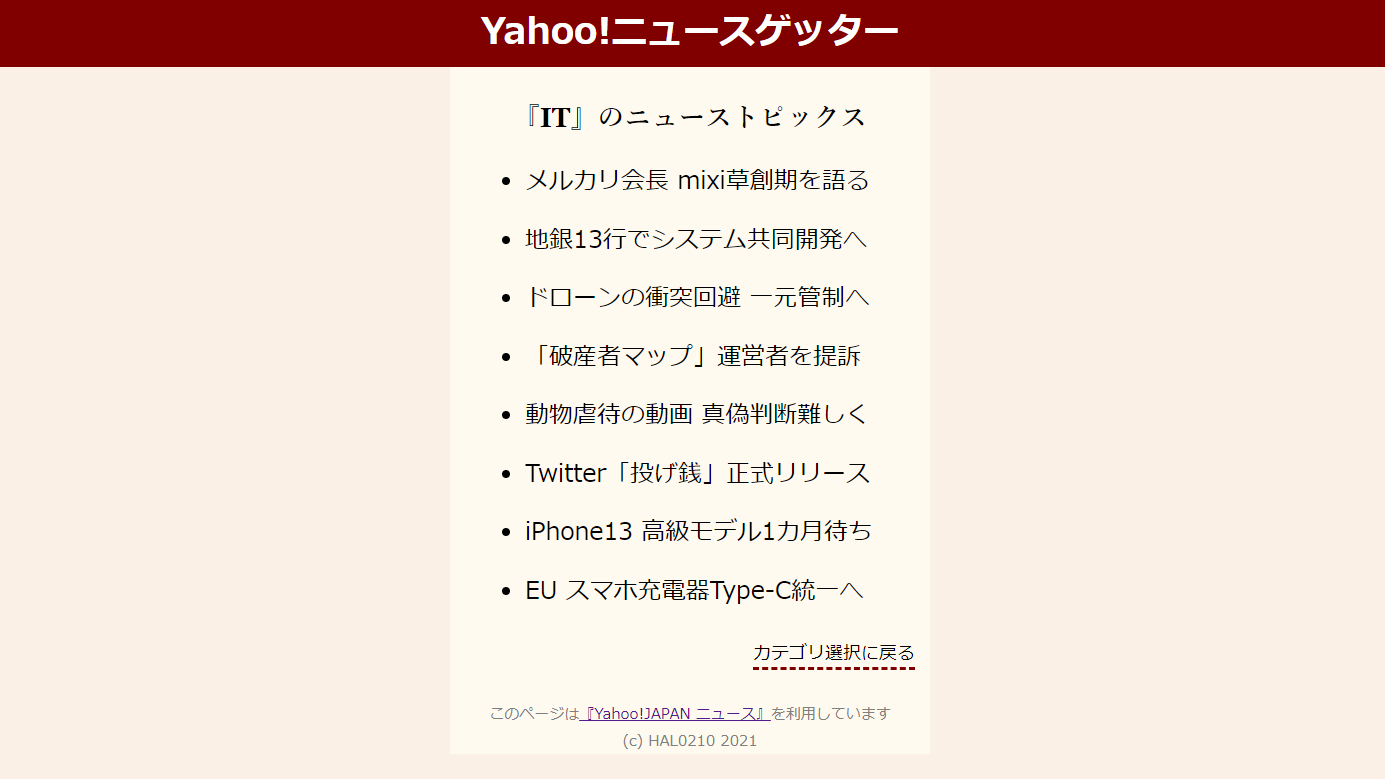 Yahoo!ニュースゲッター
『IT』のニューストピックス
メルカリ会長 mixi草創期を語る
地銀13行でシステム共同開発へ
ドローンの衝突回避 一元管制へ
「破産者マップ」運営者を提訴
動物虐待の動画 真偽判断難しく
Twitter「投げ銭」正式リリース
iPhone13 高級モデル1カ月待ち
EU スマホ充電器Type-C統一へ
カテゴリ選択に戻る
このページは『Yahoo!JAPAN ニュース』を利用しています
(c) HAL0210 2021